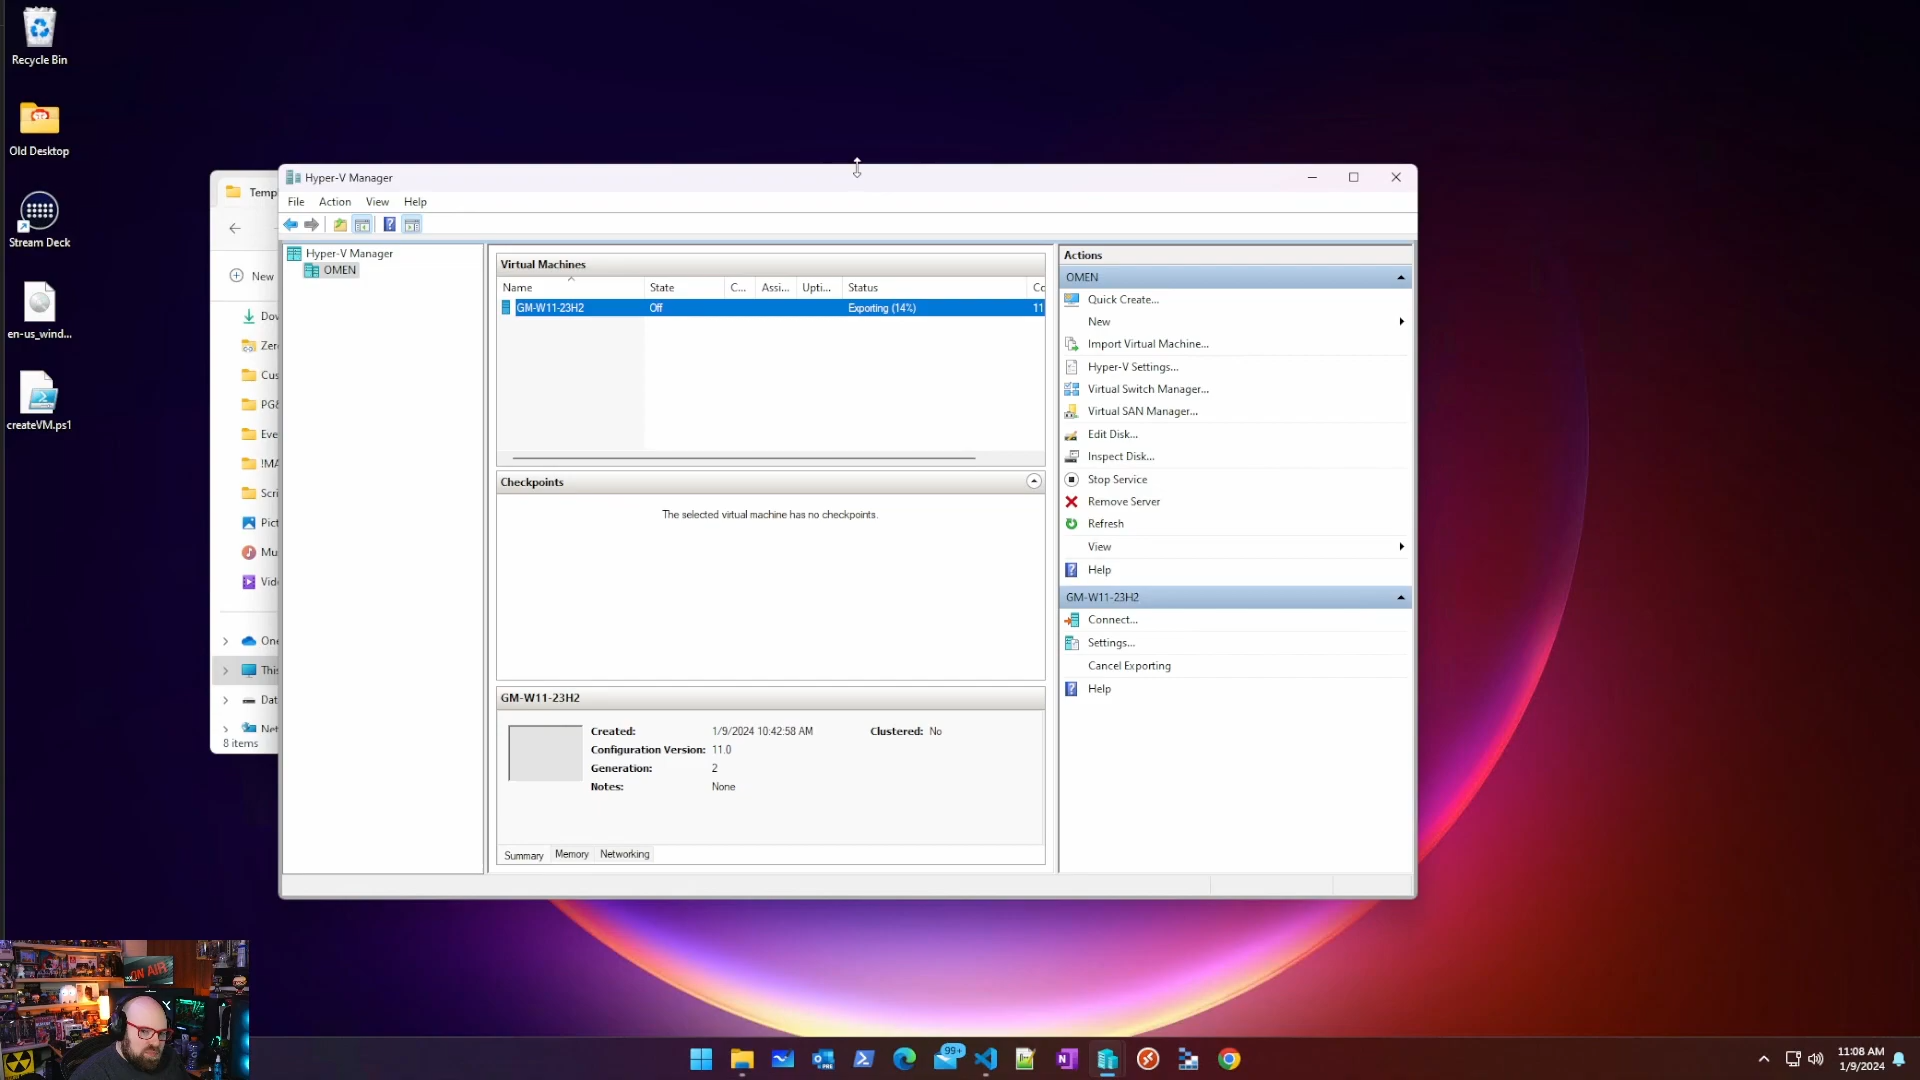 Recycle Bin
Old Desktop
Stream Deck
en-us_wind...
createVM.ps1
Temp
New
Dov
Zer
Cus
PG&
Eve
!MA
Scri
Pict
Mu
Vid
One
This
Dat
Net
8 items
Hyper-V Manager
File Action View Help
Hyper-V Manager
OMEN
Virtual Machines
Name State C... Assi... Upti... Status Co
GM-W11-23H2 Off Exporting (14%) 11
Checkpoints
The selected virtual machine has no checkpoints.
GM-W11-23H2
Created: 1/9/2024 10:42:58 AM Clustered: No
Configuration Version: 11.0
Generation: 2
Notes: None
Summary Memory Networking
Actions
OMEN
Quick Create...
New
Import Virtual Machine...
Hyper-V Settings...
Virtual Switch Manager...
Virtual SAN Manager...
Edit Disk...
Inspect Disk...
Stop Service
Remove Server
Refresh
View
Help
GM-W11-23H2
Connect...
Settings...
Cancel Exporting
Help
ON AIR
99+
11:08 AM
1/9/2024